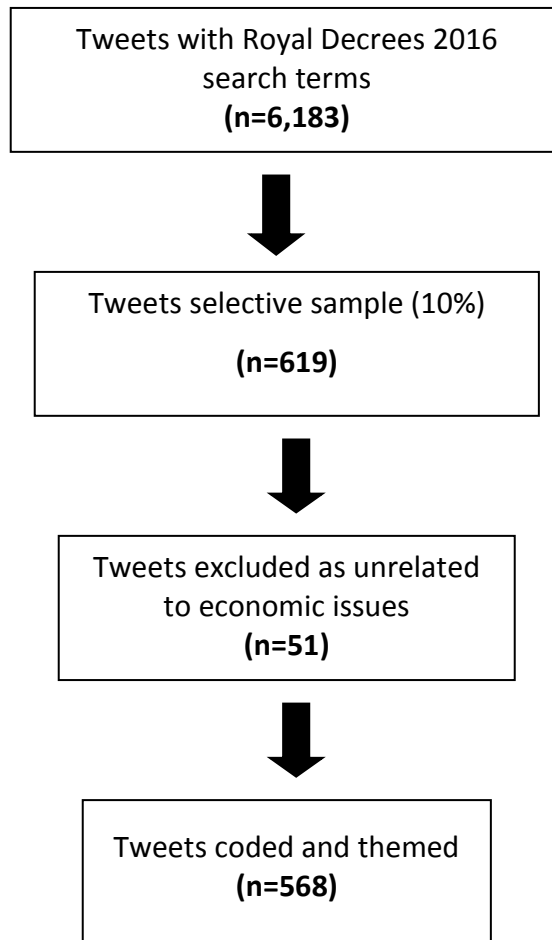 Tweets with Royal Decrees 2016
search terms
(n=6,183)
Tweets selective sample (10%)
(n=619)
Tweets excluded as unrelated
to economic issues
(n=51)
Tweets coded and themed
(n=568)